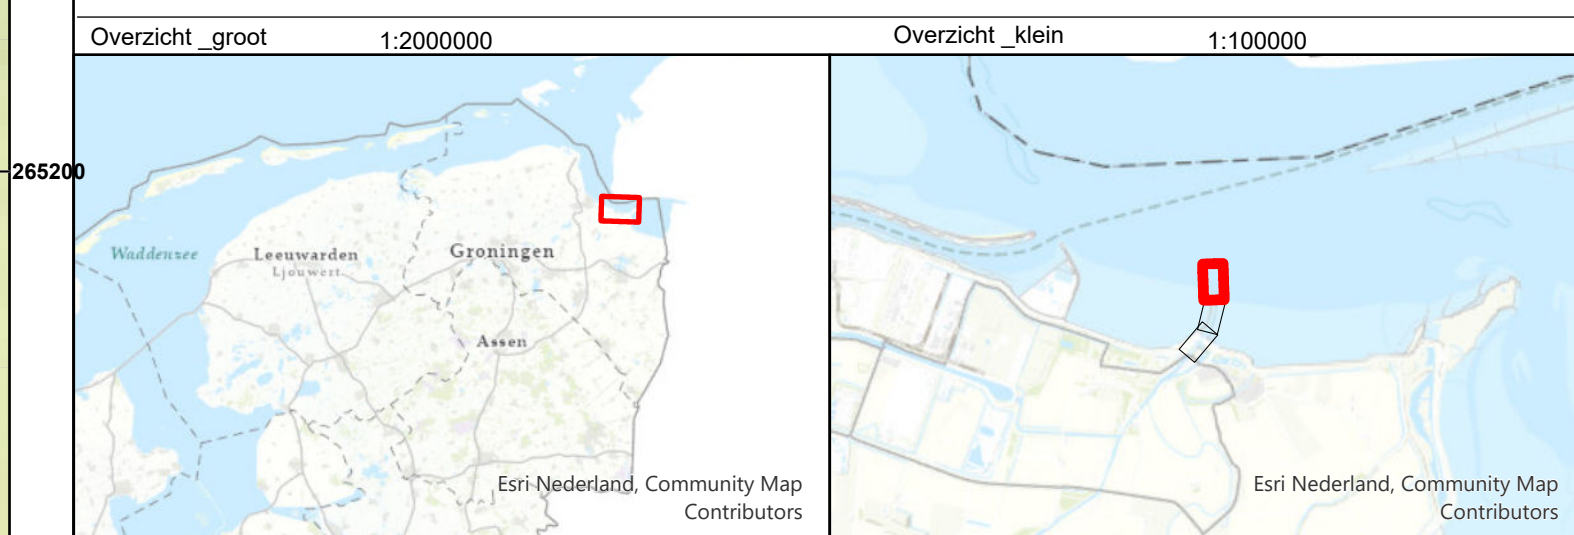 Overzicht _groot 1:2000000
Overzicht _klein 1:100000
265200
Waddenzee
Leeuwarden
Ljouwert
Groningen
Assen
Esri Nederland, Community Map
Contributors
Esri Nederland, Community Map
Contributors